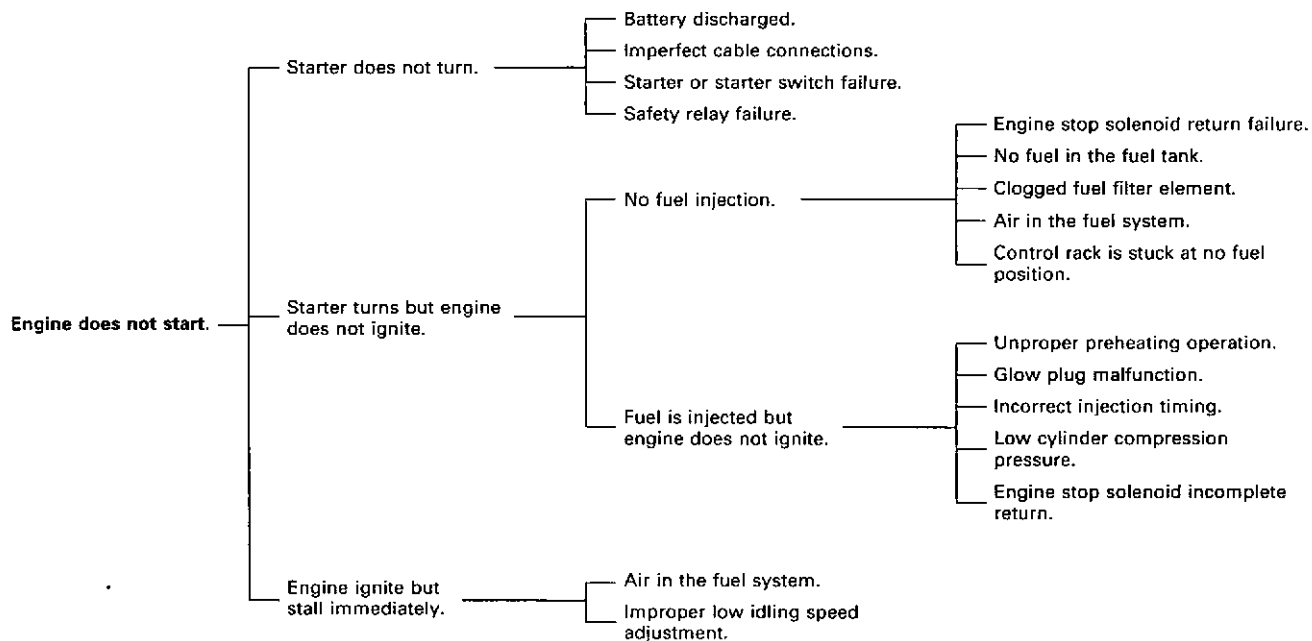 Engine does not start.
Starter does not turn.
Battery discharged.
Imperfect cable connections.
Starter or starter switch failure.
Safety relay failure.
Starter turns but engine
does not ignite.
No fuel injection.
Engine stop solenoid return failure.
No fuel in the fuel tank.
Clogged fuel filter element.
Air in the fuel system.
Control rack is stuck at no fuel
position.
Fuel is injected but
engine does not ignite.
Unproper preheating operation.
Glow plug malfunction.
Incorrect injection timing.
Low cylinder compression
pressure.
Engine stop solenoid incomplete
return.
Engine ignite but
stall immediately.
Air in the fuel system.
Improper low idling speed
adjustment.